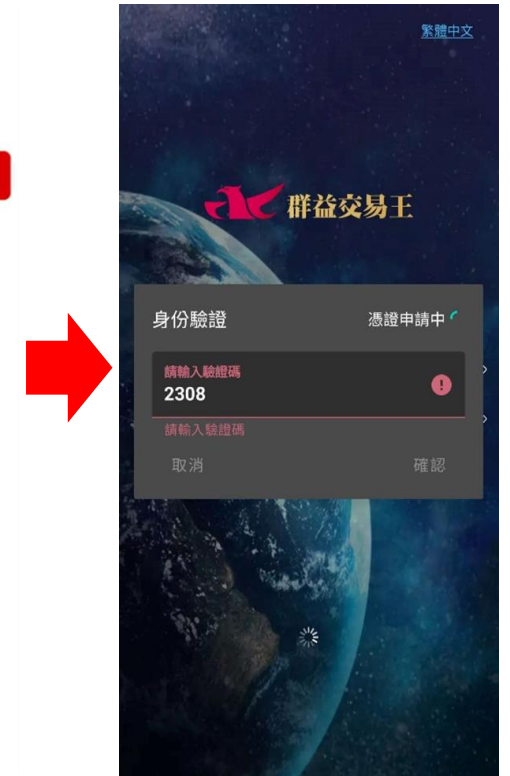 繁體中文
群益交易王
身份驗證
憑證申請中
請輸入驗證碼
2308
請輸入驗證碼
取消
確認